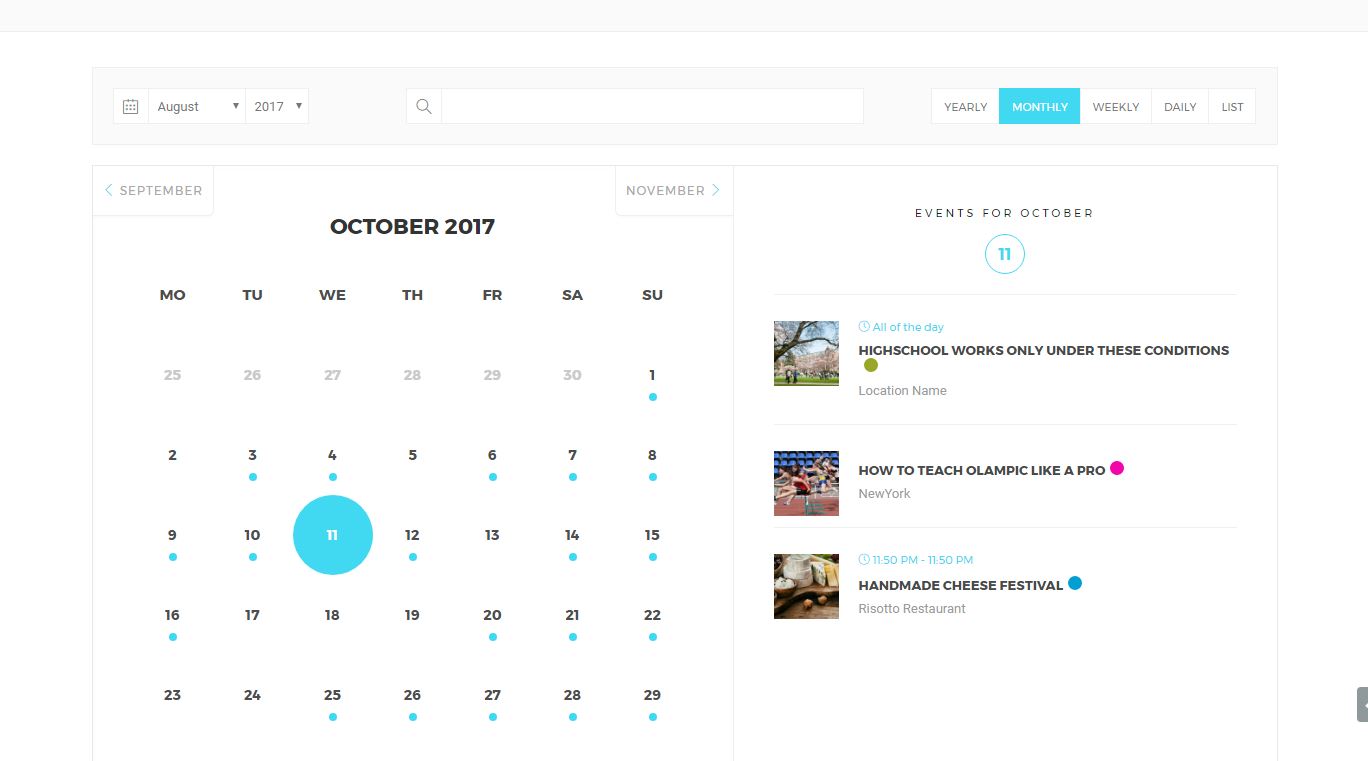 August 2017
YEARLY MONTHLY WEEKLY DAILY LIST
SEPTEMBER
NOVEMBER
OCTOBER 2017
MO TU WE TH FR SA SU
25 26 27 28 29 30 1
2 3 4 5 6 7 8
9 10 11 12 13 14 15
16 17 18 19 20 21 22
23 24 25 26 27 28 29
EVENTS FOR OCTOBER
11
All of the day
HIGHSCHOOL WORKS ONLY UNDER THESE CONDITIONS
Location Name
HOW TO TEACH OLAMPIC LIKE A PRO
NewYork
11:50 PM - 11:50 PM
HANDMADE CHEESE FESTIVAL
Risotto Restaurant